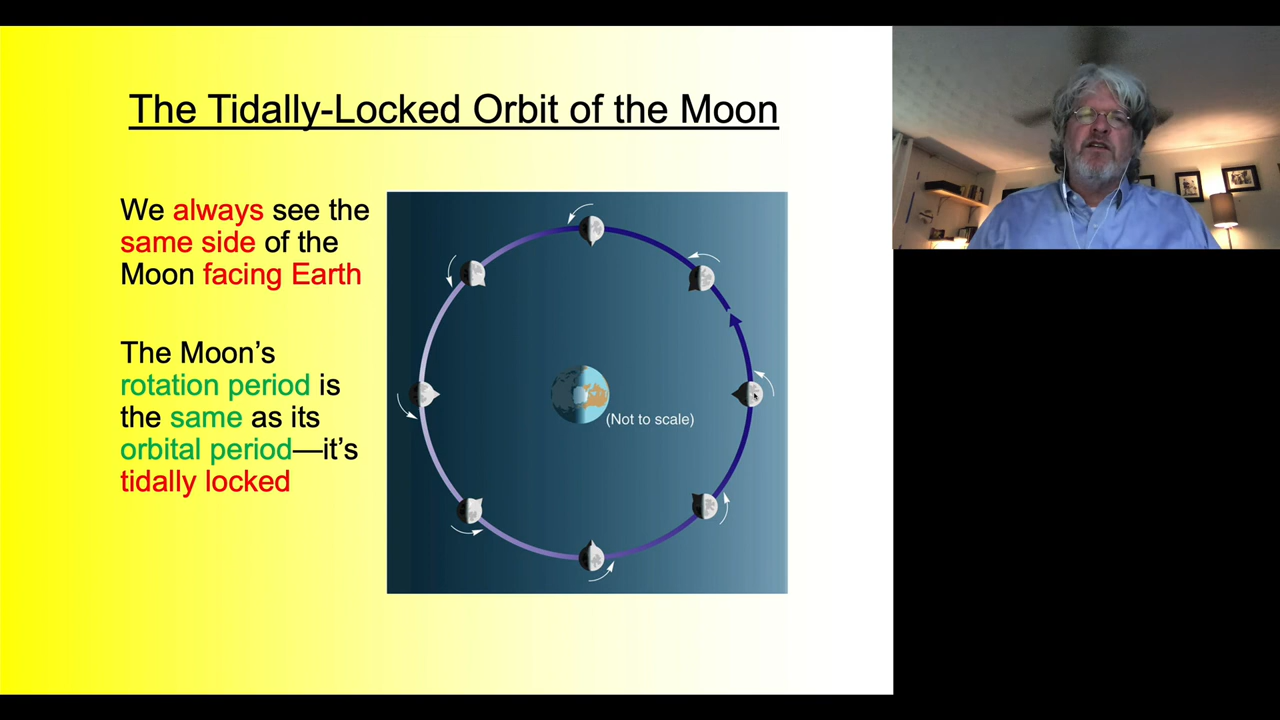 The Tidally-Locked Orbit of the Moon
We always see the
same side of the
Moon facing Earth
The Moon's
rotation period is
the same as its
orbital period—it's
tidally locked
(Not to scale)